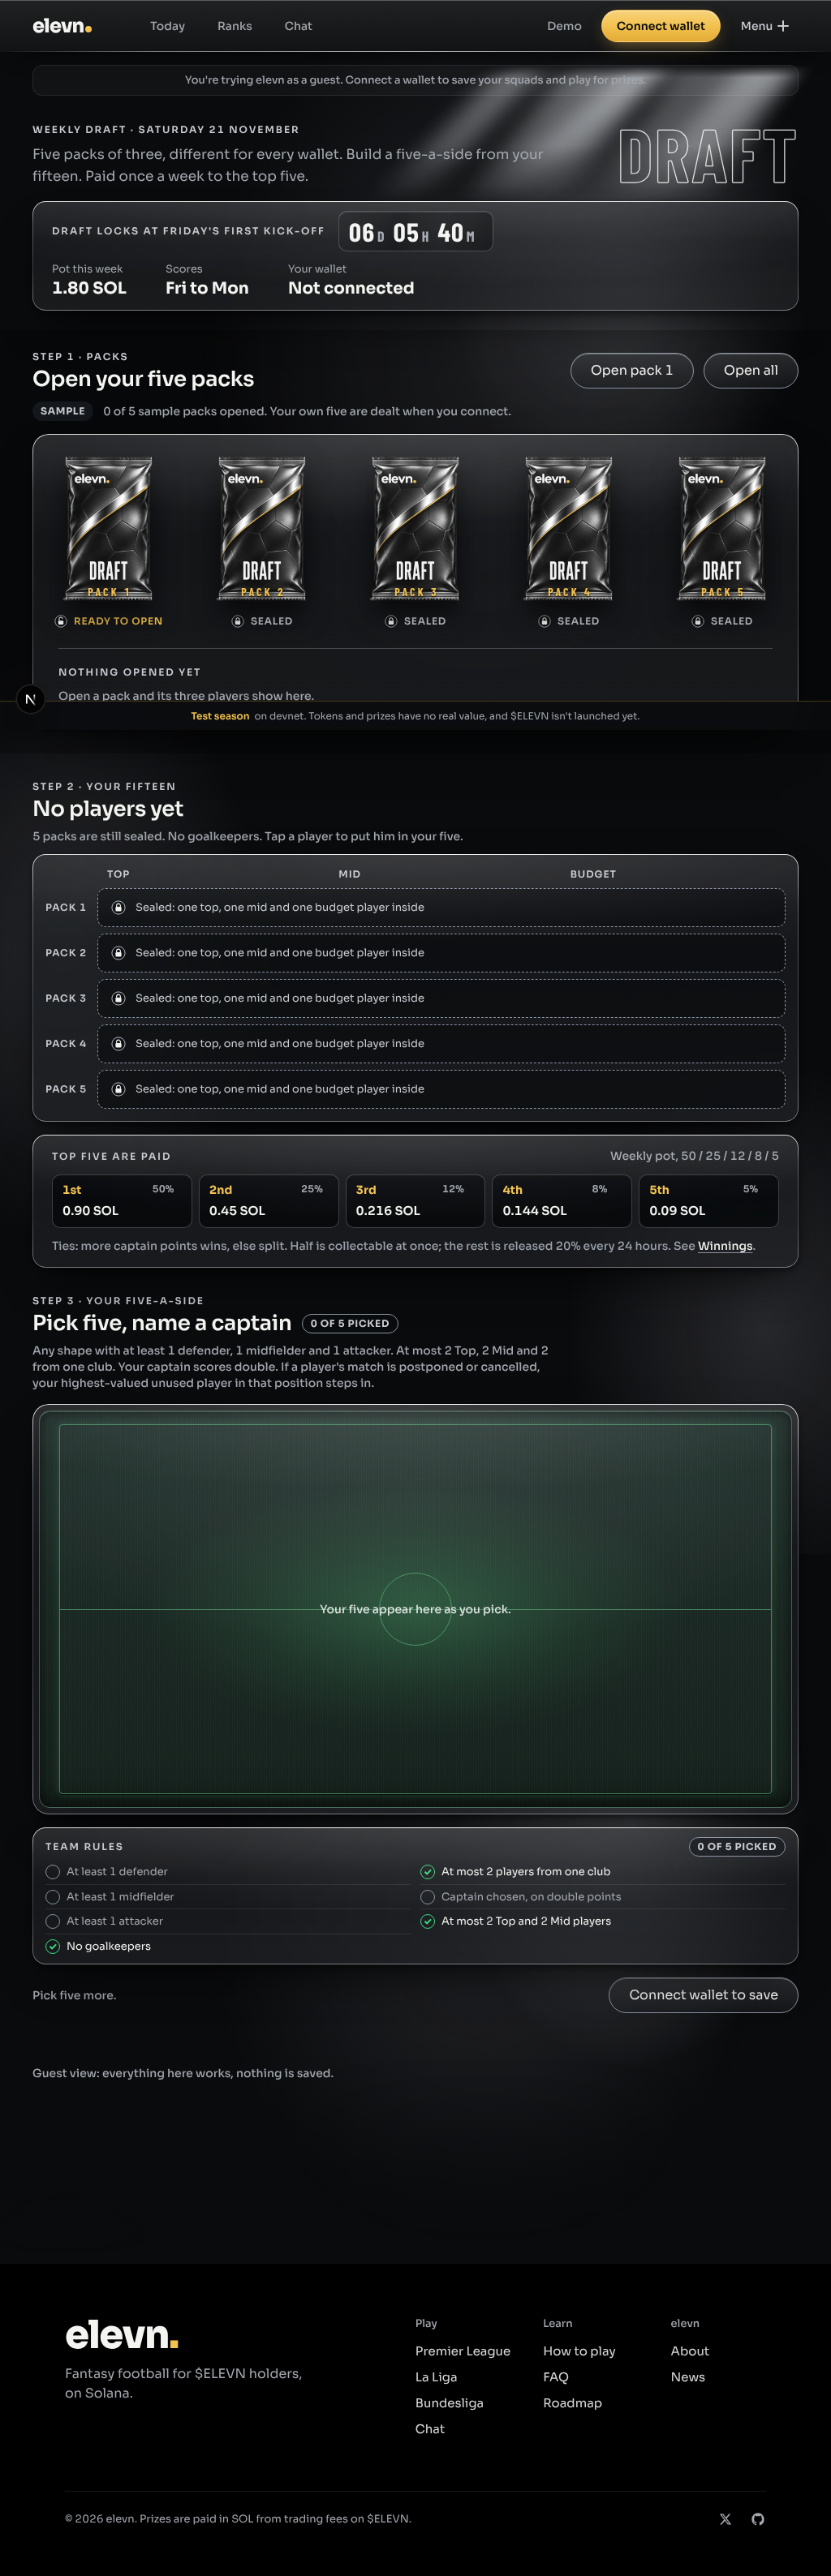 elevn.
Today Ranks Chat Demo Connect wallet Menu
You're trying elevn as a guest. Connect a wallet to save your squads and play for prizes.
WEEKLY DRAFT · SATURDAY 21 NOVEMBER
Five packs of three, different for every wallet. Build a five-a-side from your
fifteen. Paid once a week to the top five.
DRAFT
DRAFT LOCKS AT FRIDAY'S FIRST KICK-OFF 06 D 05 H 40 M
Pot this week Scores Your wallet
1.80 SOL Fri to Mon Not connected
STEP 1 · PACKS
Open your five packs
Open pack 1 Open all
SAMPLE 0 of 5 sample packs opened. Your own five are dealt when you connect.
elevn. elevn. elevn. elevn. elevn.
DRAFT DRAFT DRAFT DRAFT DRAFT
PACK 1 PACK 2 PACK 3 PACK 4 PACK 5
READY TO OPEN SEALED SEALED SEALED SEALED
NOTHING OPENED YET
Open a pack and its three players show here.
N
Test season on devnet. Tokens and prizes have no real value, and $ELEVN isn't launched yet.
STEP 2 · YOUR FIFTEEN
No players yet
5 packs are still sealed. No goalkeepers. Tap a player to put him in your five.
TOP MID BUDGET
PACK 1 Sealed: one top, one mid and one budget player inside
PACK 2 Sealed: one top, one mid and one budget player inside
PACK 3 Sealed: one top, one mid and one budget player inside
PACK 4 Sealed: one top, one mid and one budget player inside
PACK 5 Sealed: one top, one mid and one budget player inside
TOP FIVE ARE PAID Weekly pot, 50 / 25 / 12 / 8 / 5
1st 50% 2nd 25% 3rd 12% 4th 8% 5th 5%
0.90 SOL 0.45 SOL 0.216 SOL 0.144 SOL 0.09 SOL
Ties: more captain points wins, else split. Half is collectable at once; the rest is released 20% every 24 hours. See Winnings.
STEP 3 · YOUR FIVE-A-SIDE
Pick five, name a captain 0 OF 5 PICKED
Any shape with at least 1 defender, 1 midfielder and 1 attacker. At most 2 Top, 2 Mid and 2
from one club. Your captain scores double. If a player's match is postponed or cancelled,
your highest-valued unused player in that position steps in.
Your five appear here as you pick.
TEAM RULES 0 OF 5 PICKED
At least 1 defender At most 2 players from one club
At least 1 midfielder Captain chosen, on double points
At least 1 attacker At most 2 Top and 2 Mid players
No goalkeepers
Pick five more. Connect wallet to save
Guest view: everything here works, nothing is saved.
elevn.
Fantasy football for $ELEVN holders,
on Solana.
Play Learn elevn
Premier League How to play About
La Liga FAQ News
Bundesliga Roadmap
Chat
© 2026 elevn. Prizes are paid in SOL from trading fees on $ELEVN.